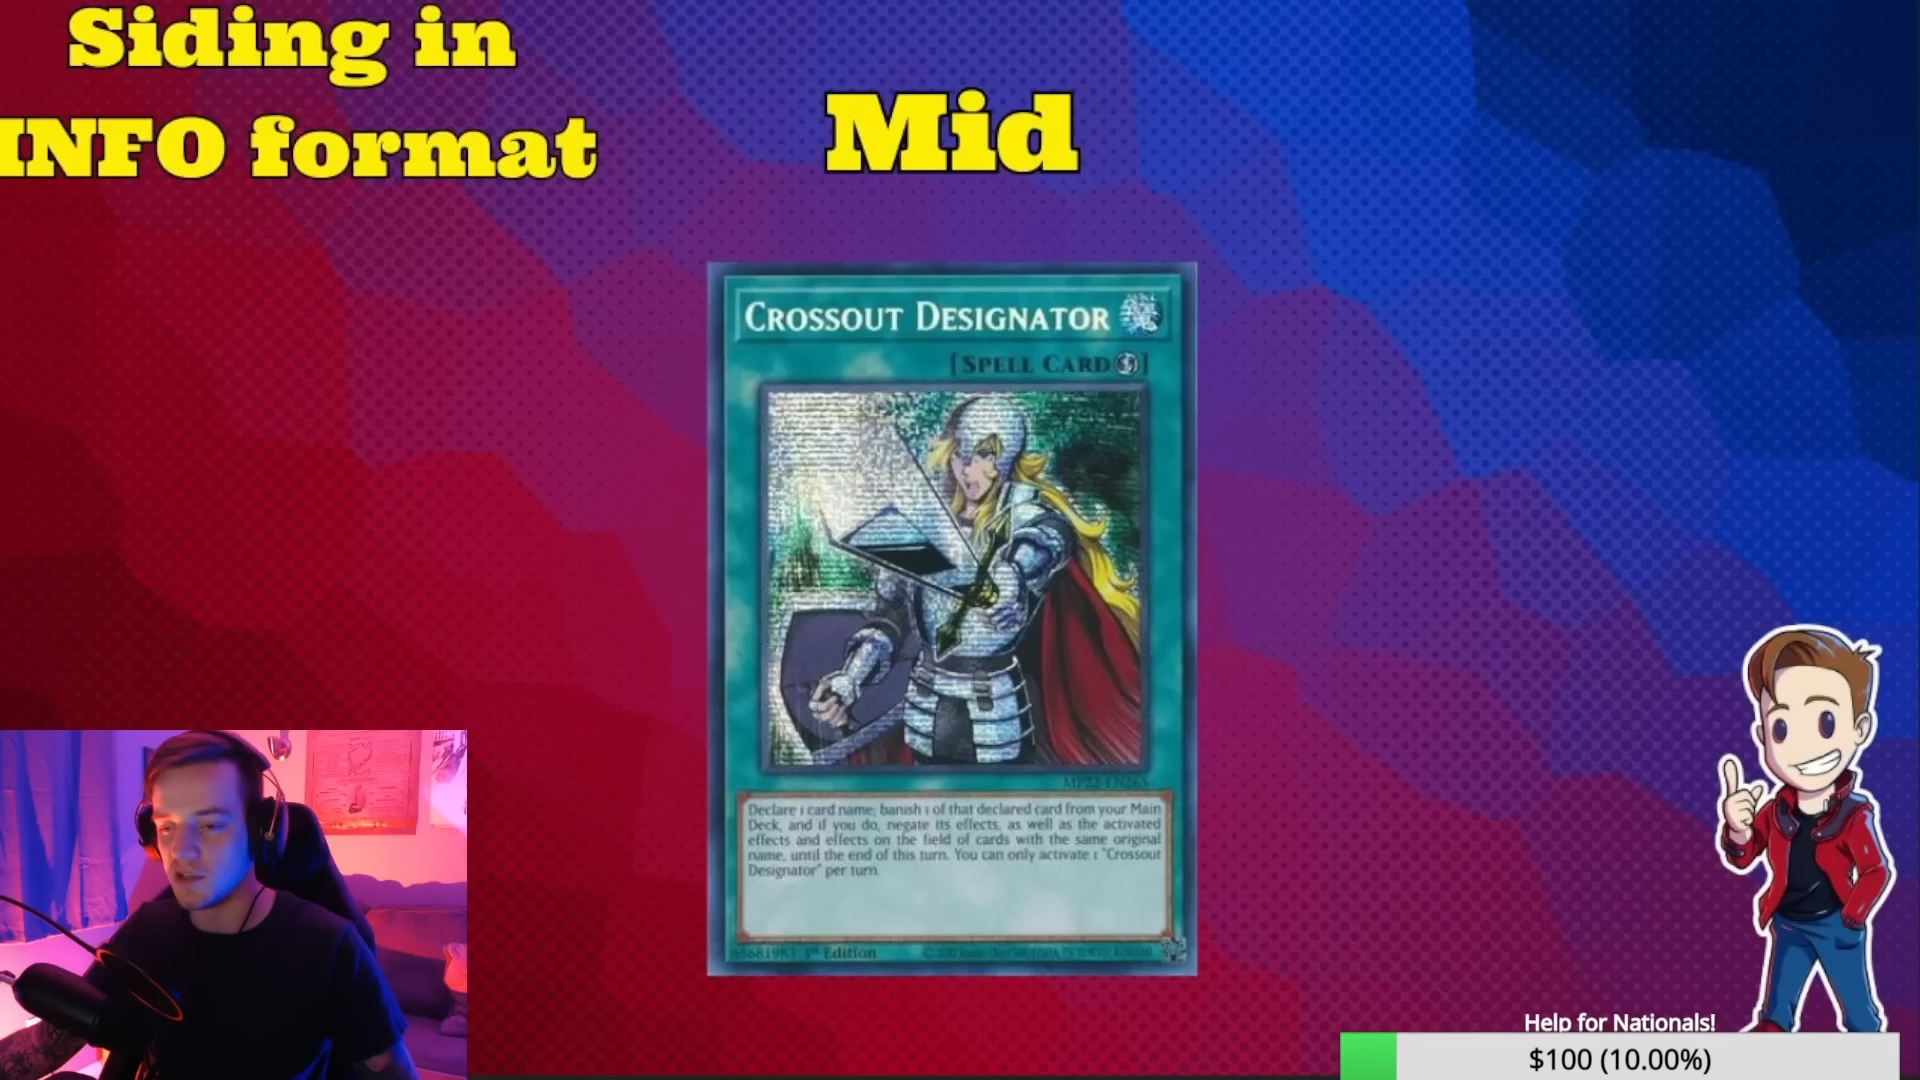 Siding in
INFO format
Mid
CROSSOUT DESIGNATOR
[SPELL CARD]
MP22-EN265
Declare 1 card name; banish 1 of that declared card from your Main
Deck, and if you do, negate its effects, as well as the activated
effects and effects on the field of cards with the same original
name, until the end of this turn. You can only activate 1 "Crossout
Designator" per turn.
65681983 1st Edition
Help for Nationals!
$100 (10.00%)